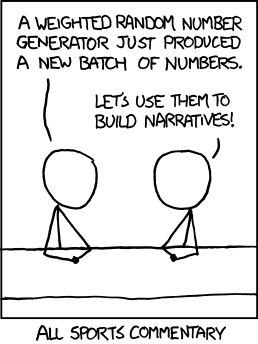 A WEIGHTED RANDOM NUMBER
GENERATOR JUST PRODUCED
A NEW BATCH OF NUMBERS.
LET'S USE THEM TO
BUILD NARRATIVES!
ALL SPORTS COMMENTARY